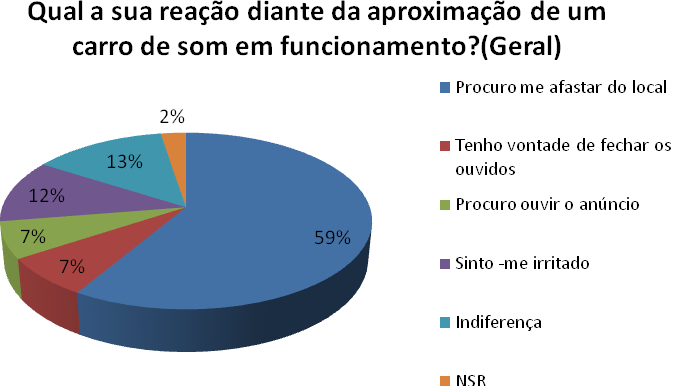 Qual a sua reação diante da aproximação de um
carro de som em funcionamento?(Geral)
Procuro me afastar do local
Tenho vontade de fechar os
ouvidos
Procuro ouvir o anúncio
Sinto -me irritado
Indiferença
NSR
2%
13%
12%
7%
7%
59%